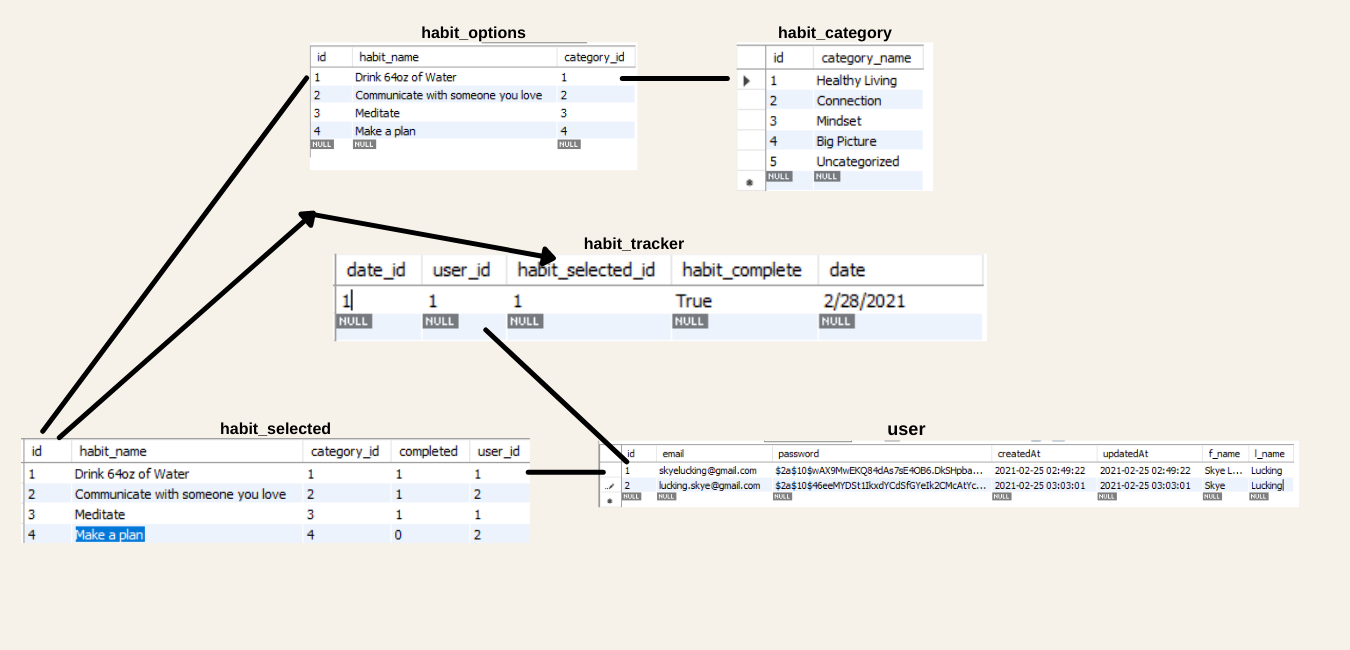 habit_options
id habit_name category_id
1 Drink 64oz of Water 1
2 Communicate with someone you love 2
3 Meditate 3
4 Make a plan 4
NULL NULL NULL
habit_category
id category_name
1 Healthy Living
2 Connection
3 Mindset
4 Big Picture
5 Uncategorized
NULL NULL
habit_tracker
date_id user_id habit_selected_id habit_complete date
1 1 1 True 2/28/2021
NULL NULL NULL NULL NULL
habit_selected
id habit_name category_id completed user_id
1 Drink 64oz of Water 1 1 1
2 Communicate with someone you love 2 1 2
3 Meditate 3 1 1
4 Make a plan 4 0 2
user
id email password createdAt updatedAt f_name l_name
1 skyelucking@gmail.com $2a$10$wAX9MwEKQ84dAs7sE4OB6.DkSHpba... 2021-02-25 02:49:22 2021-02-25 02:49:22 Skye L... Lucking
2 lucking.skye@gmail.com $2a$10$46eeMYDSt1IkxdYCdSfGYeIk2CMcAtYc... 2021-02-25 03:03:01 2021-02-25 03:03:01 Skye Lucking
NULL NULL NULL NULL NULL NULL NULL